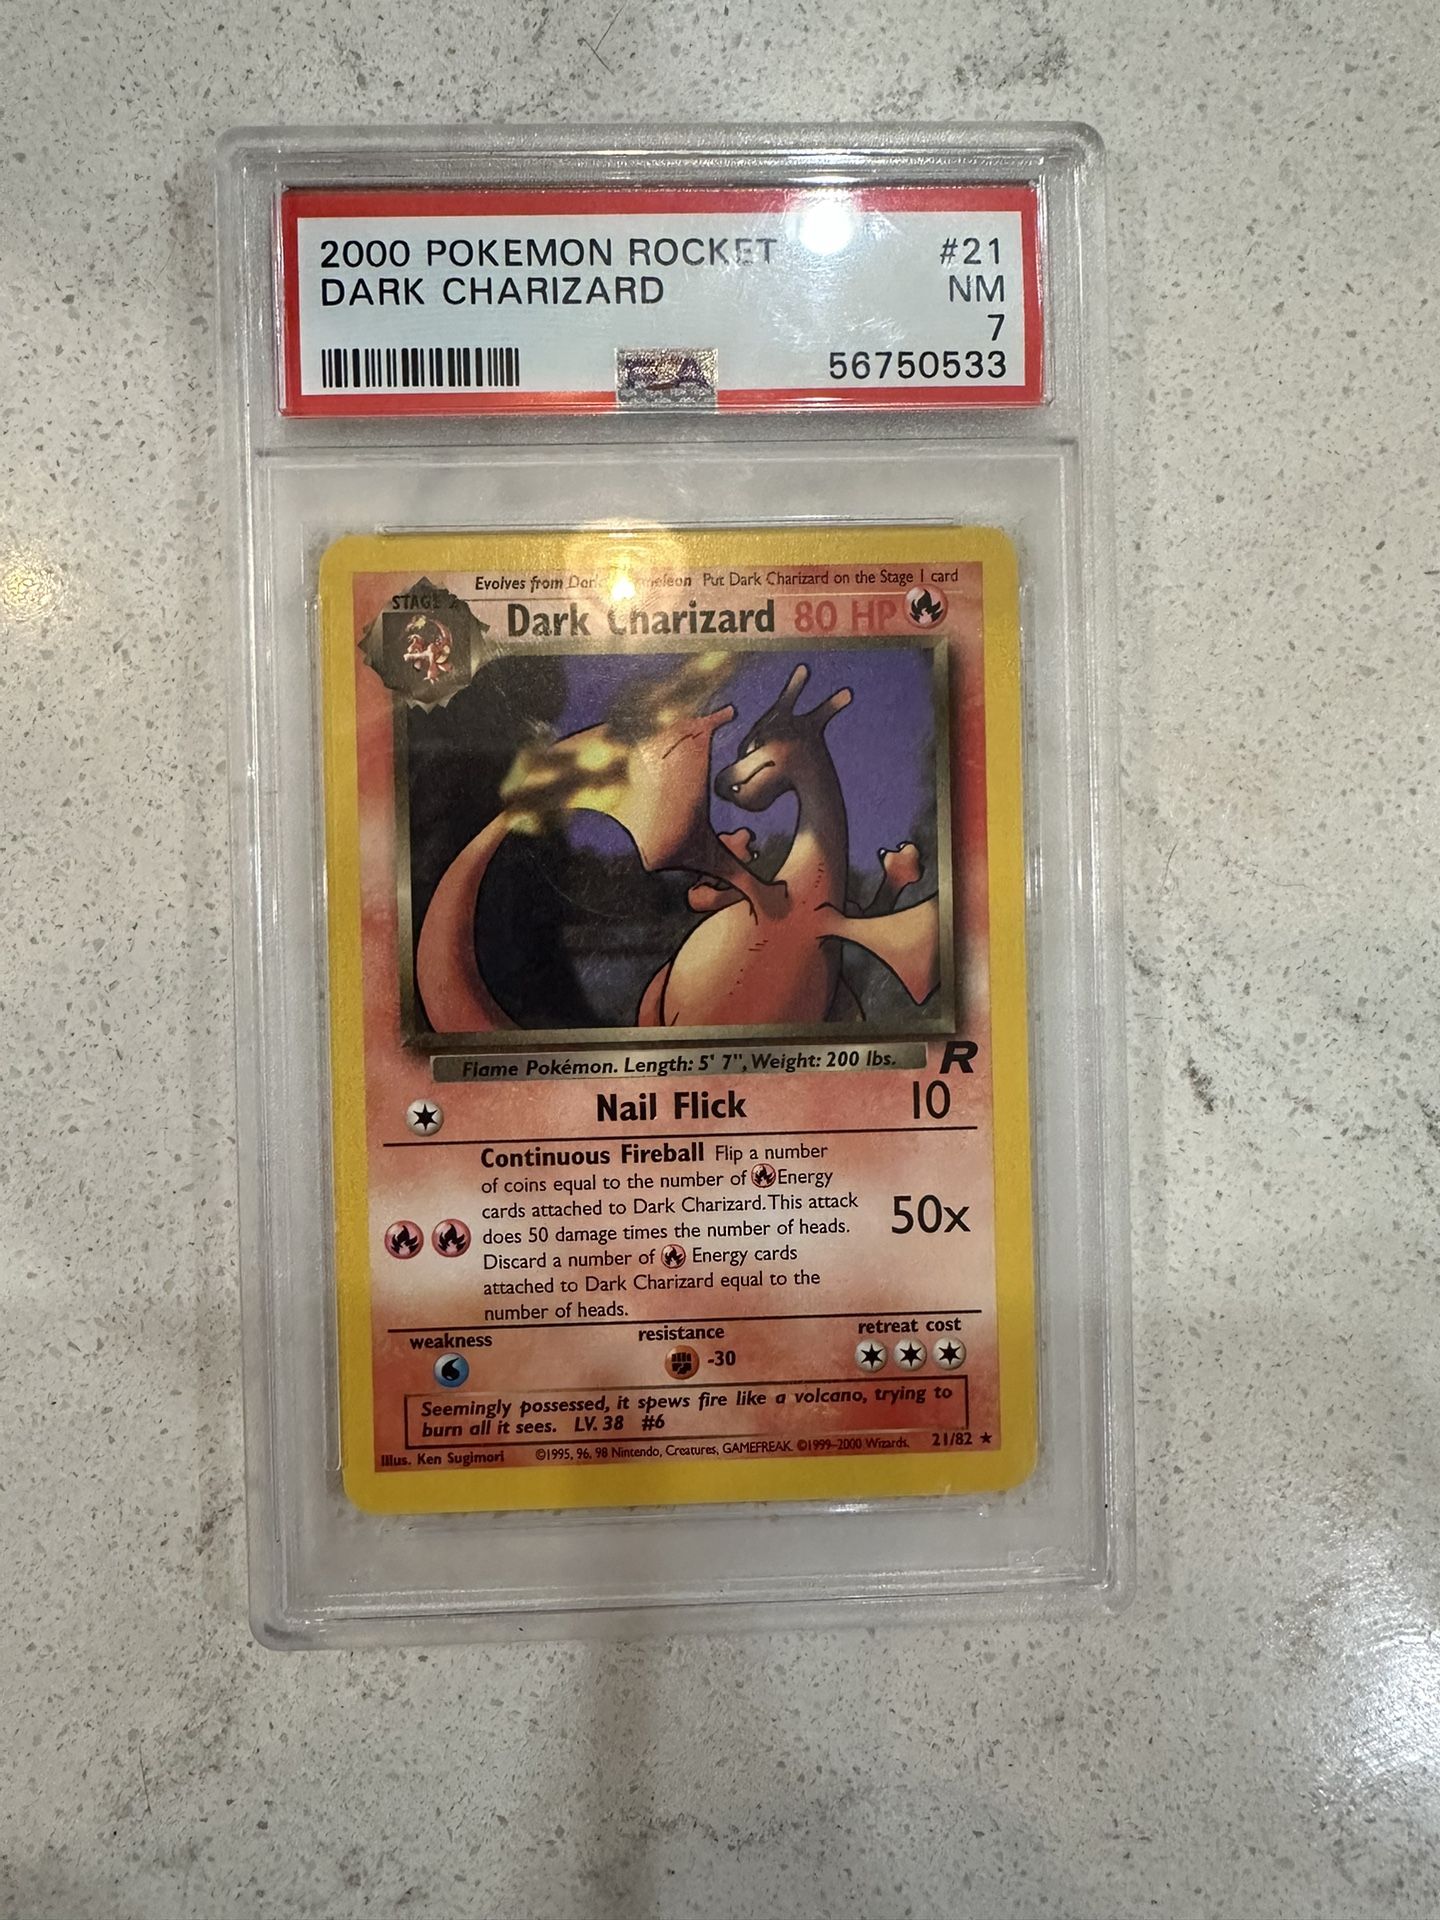 2000 POKEMON ROCKET #21
DARK CHARIZARD NM
7
56750533
Evolves from Put Dark Charizard on the Stage 1 card
STAGE
Dark Charizard 80 HP
Flame Pokémon. Length: 5' 7", Weight: 200 lbs.
R
Nail Flick 10
Continuous Fireball Flip a number
of coins equal to the number of Energy
cards attached to Dark Charizard. This attack
does 50 damage times the number of heads.
Discard a number of Energy cards
attached to Dark Charizard equal to the
number of heads.
50x
weakness resistance retreat cost
-30
Seemingly possessed, it spews fire like a volcano, trying to
burn all it sees. LV. 38 #6
Illus. Ken Sugimori ©1995, 96, 98 Nintendo, Creatures, GAMEFREAK. ©1999-2000 Wizards. 21/82 ★